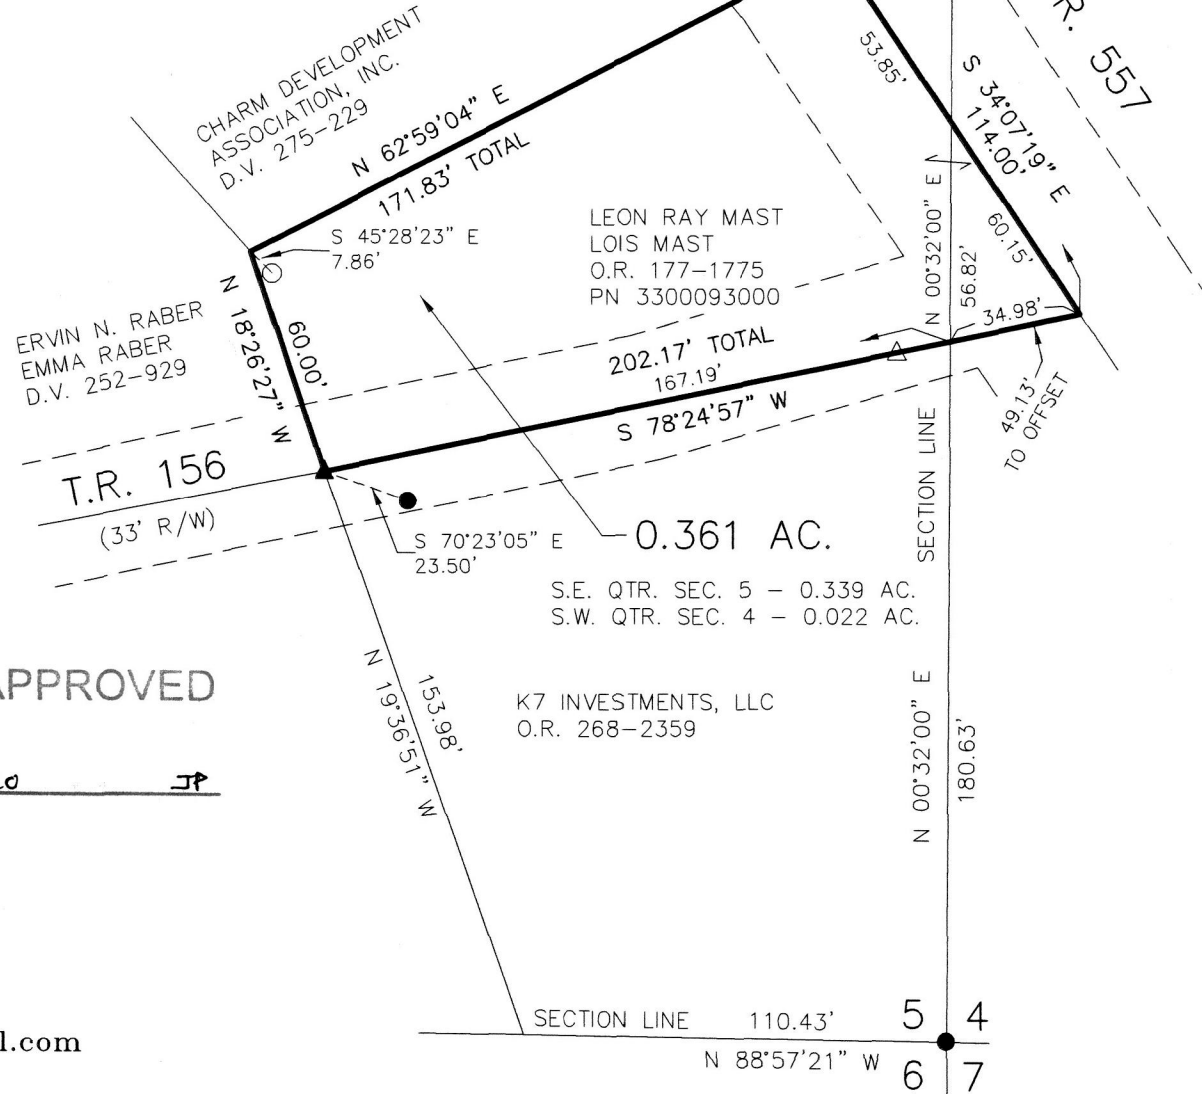 CHARM DEVELOPMENT
ASSOCIATION, INC.
D.V. 275-229
N 62°59'04" E
171.83' TOTAL
S 45°28'23" E
7.86'
LEON RAY MAST
LOIS MAST
O.R. 177-1775
PN 3300093000
53.85'
S 34°07'19" E
114.00'
60.15'
R. 557
N 00°32'00" E
56.82'
34.98'
49.13'
TO OFFSET
ERVIN N. RABER
EMMA RABER
D.V. 252-929
N 18°26'27" W
60.00'
202.17' TOTAL
167.19'
S 78°24'57" W
T.R. 156
(33' R/W)
S 70°23'05" E
23.50'
0.361 AC.
S.E. QTR. SEC. 5 - 0.339 AC.
S.W. QTR. SEC. 4 - 0.022 AC.
SECTION LINE
APPROVED
JP
K7 INVESTMENTS, LLC
O.R. 268-2359
N 19°36'51" W
153.98'
N 00°32'00" E
180.63'
SECTION LINE 110.43'
N 88°57'21" W
5 4
6 7
l.com